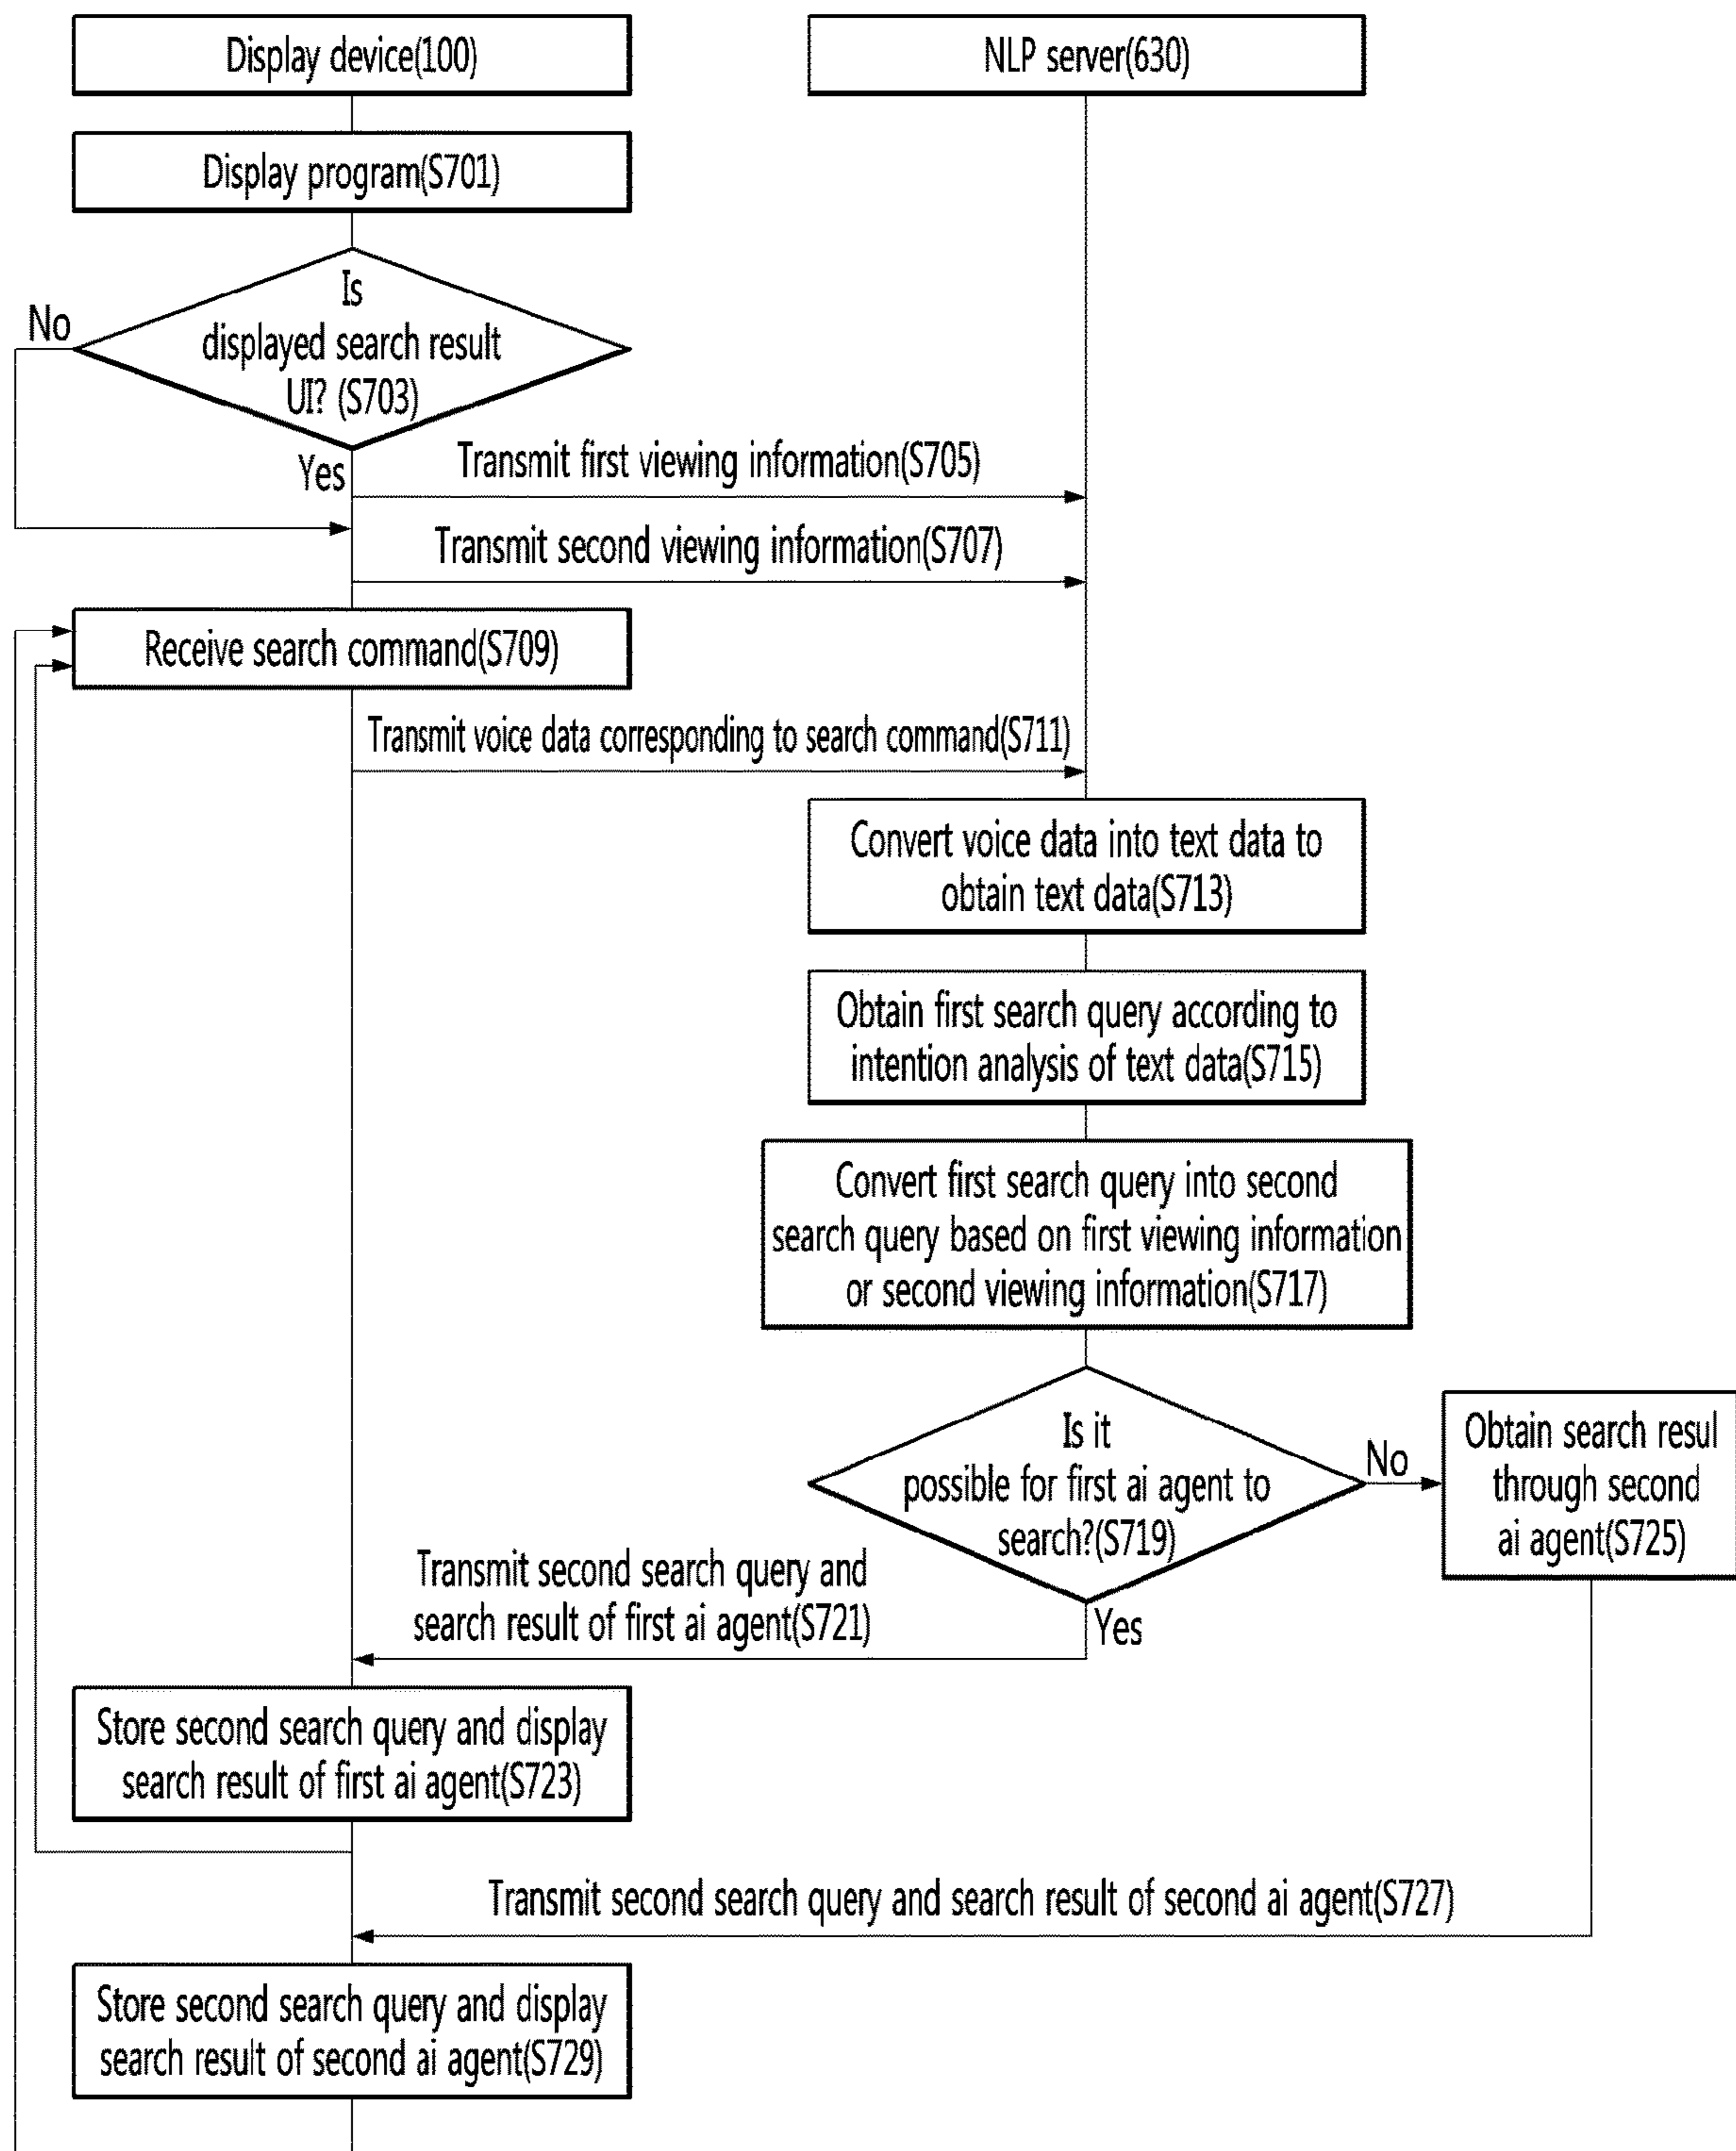 Display device(100)
NLP server(630)
Display program(S701)
Is
displayed search result
UI? (S703)
No
Yes
Transmit first viewing information(S705)
Transmit second viewing information(S707)
Receive search command(S709)
Transmit voice data corresponding to search command(S711)
Convert voice data into text data to
obtain text data(S713)
Obtain first search query according to
intention analysis of text data(S715)
Convert first search query into second
search query based on first viewing information
or second viewing information(S717)
Is it
possible for first ai agent to
search?(S719)
No
Obtain search resul
through second
ai agent(S725)
Yes
Transmit second search query and
search result of first ai agent(S721)
Store second search query and display
search result of first ai agent(S723)
Transmit second search query and search result of second ai agent(S727)
Store second search query and display
search result of second ai agent(S729)